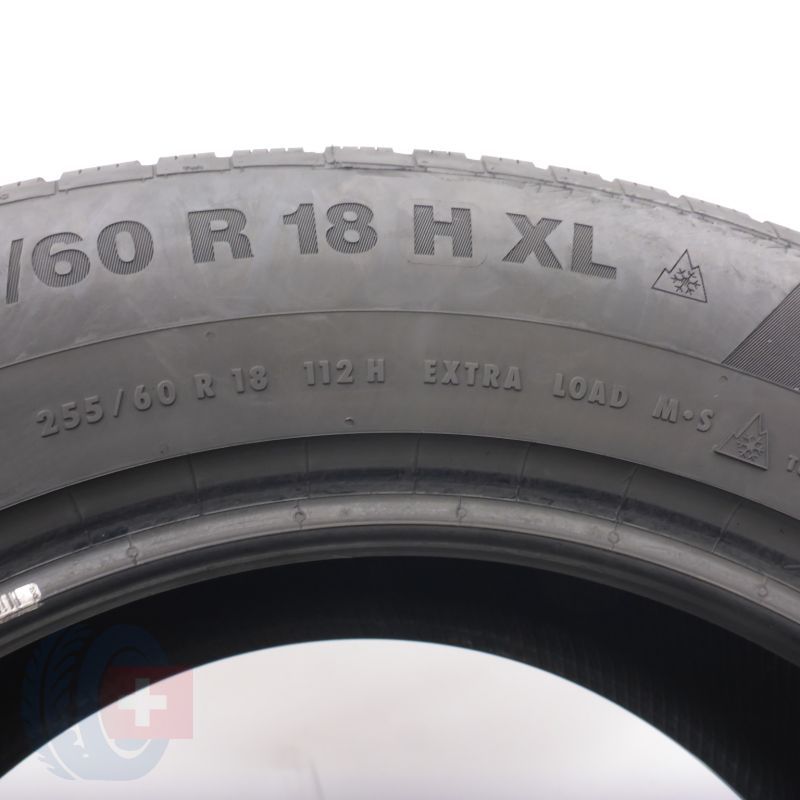 /60 R 18 H XL
255/60 R 18 112 H EXTRA LOAD M•S